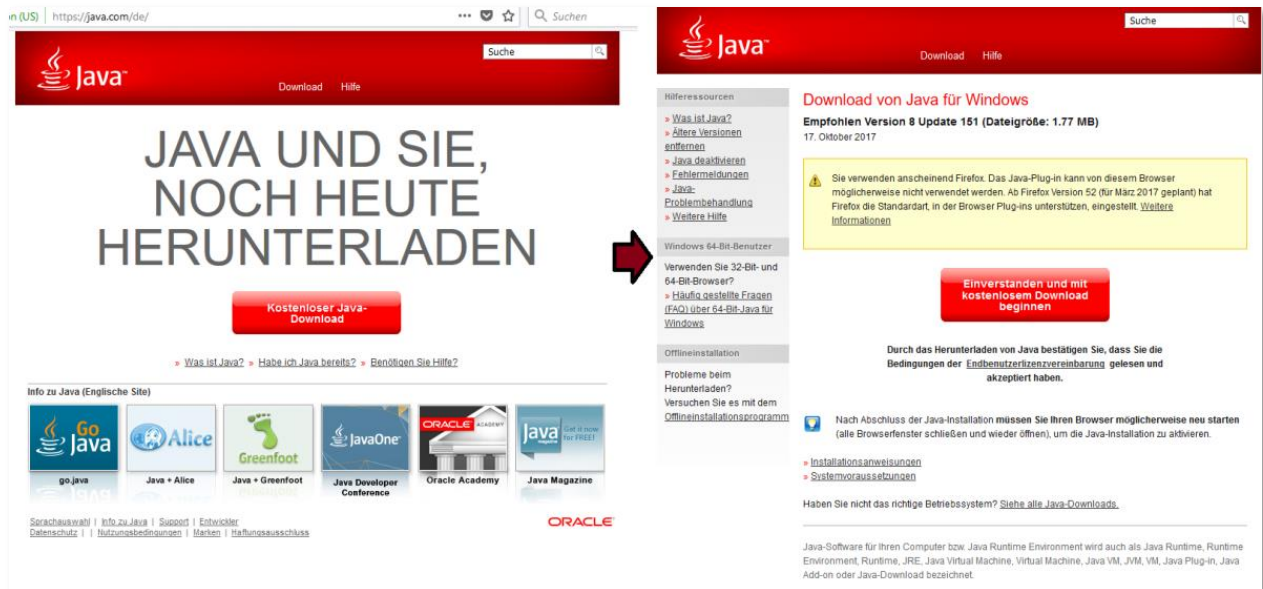 n (US) https://java.com/de/ ••• Suchen
Java™
Suche
Download Hilfe
JAVA UND SIE,
NOCH HEUTE
HERUNTERLADEN
Kostenloser Java-
Download
» Was ist Java? » Habe ich Java bereits? » Benötigen Sie Hilfe?
Info zu Java (Englische Site)
Go
Java
Alice
Greenfoot
JavaOne
ORACLE ACADEMY
Java magazine Get it now
for FREE!
go.java Java + Alice Java + Greenfoot Java Developer
Conference Oracle Academy Java Magazine
Sprachauswahl | Info zu Java | Support | Entwickler
Datenschutz | | Nutzungsbedingungen | Marken | Haftungsausschluss
ORACLE
Java™
Suche
Download Hilfe
Hilferessourcen
» Was ist Java?
» Ältere Versionen
entfernen
» Java deaktivieren
» Fehlermeldungen
» Java-
Problembehandlung
» Weitere Hilfe
Windows 64-Bit-Benutzer
Verwenden Sie 32-Bit- und
64-Bit-Browser?
» Häufig gestellte Fragen
(FAQ) über 64-Bit-Java für
Windows
Offlineinstallation
Probleme beim
Herunterladen?
Versuchen Sie es mit dem
Offlineinstallationsprogramm
Download von Java für Windows
Empfohlen Version 8 Update 151 (Dateigröße: 1.77 MB)
17. Oktober 2017
Sie verwenden anscheinend Firefox. Das Java-Plug-in kann von diesem Browser
möglicherweise nicht verwendet werden. Ab Firefox Version 52 (für März 2017 geplant) hat
Firefox die Standardart, in der Browser Plug-ins unterstützen, eingestellt. Weitere
Informationen
Einverstanden und mit
kostenlosem Download
beginnen
Durch das Herunterladen von Java bestätigen Sie, dass Sie die
Bedingungen der Endbenutzerlizenzvereinbarung gelesen und
akzeptiert haben.
Nach Abschluss der Java-Installation müssen Sie Ihren Browser möglicherweise neu starten
(alle Browserfenster schließen und wieder öffnen), um die Java-Installation zu aktivieren.
» Installationsanweisungen
» Systemvoraussetzungen
Haben Sie nicht das richtige Betriebssystem? Siehe alle Java-Downloads.
Java-Software für Ihren Computer bzw. Java Runtime Environment wird auch als Java Runtime, Runtime
Environment, Runtime, JRE, Java Virtual Machine, Virtual Machine, Java VM, JVM, VM, Java Plug-in, Java
Add-on oder Java-Download bezeichnet.